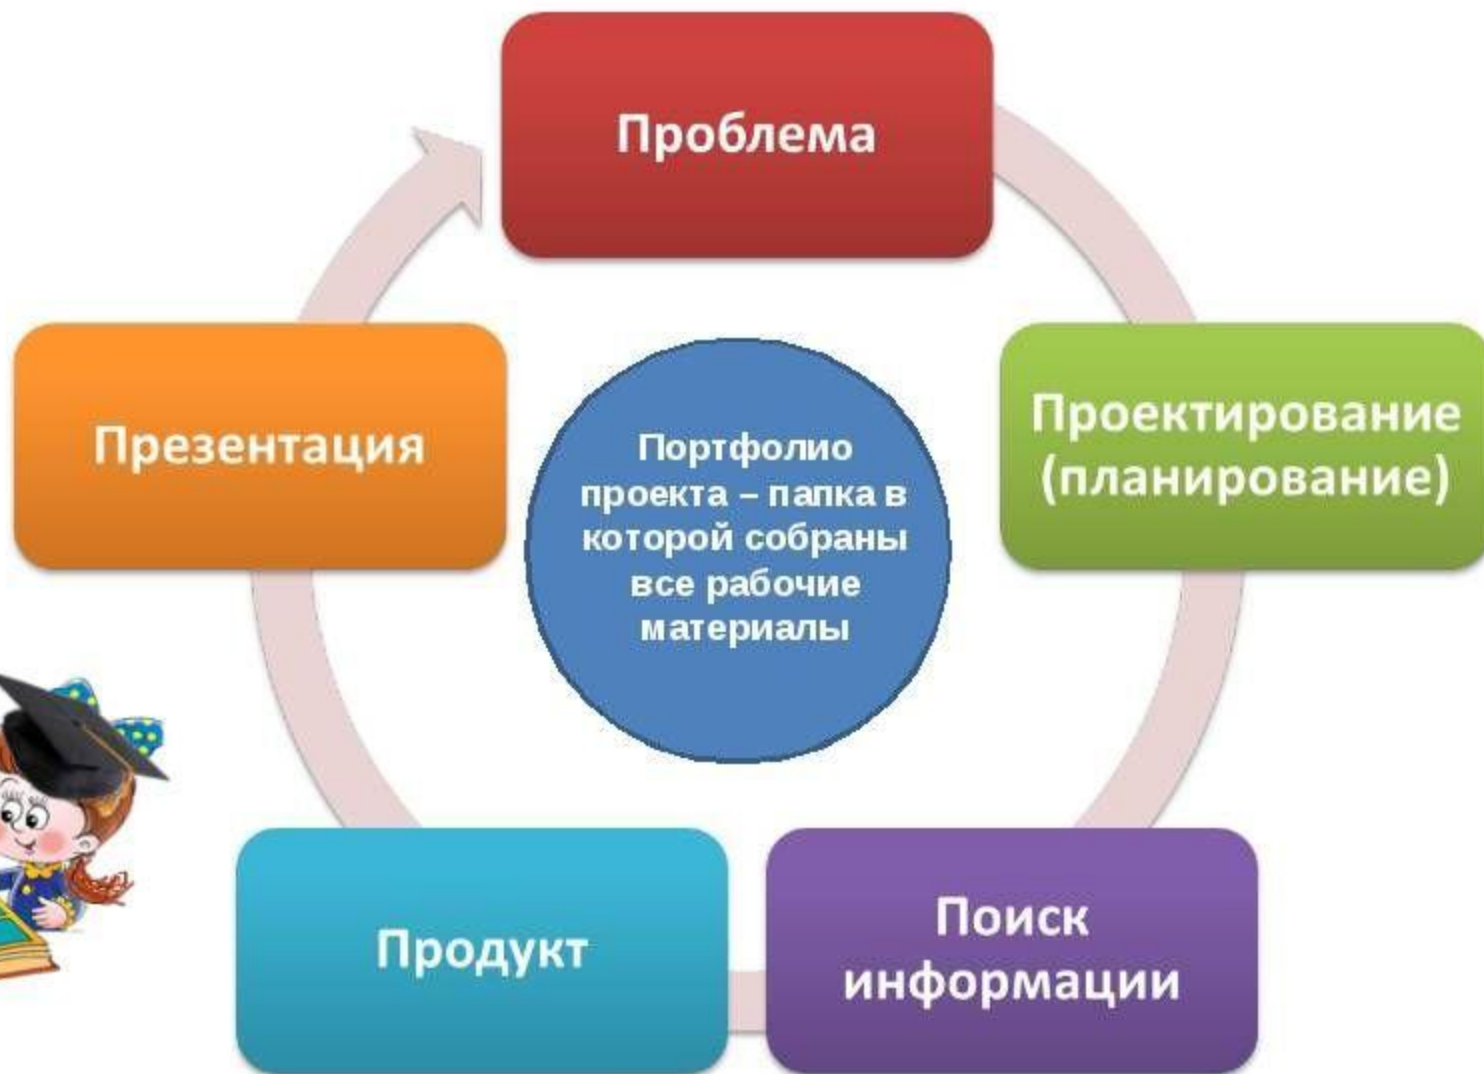 Проблема
Проектирование
(планирование)
Поиск
информации
Продукт
Презентация
Портфолио
проекта – папка в
которой собраны
все рабочие
материалы